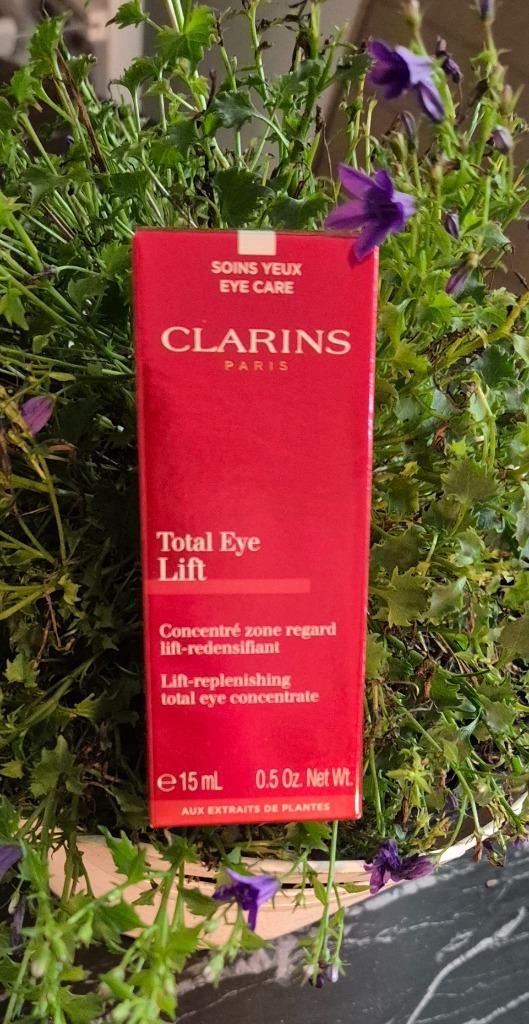 SOINS YEUX
EYE CARE
CLARINS
PARIS
Total Eye
Lift
Concentré zone regard
lift-redensifiant
Lift-replenishing
total eye concentrate
℮ 15 mL 0.5 Oz. Net Wt.
AUX EXTRAITS DE PLANTES